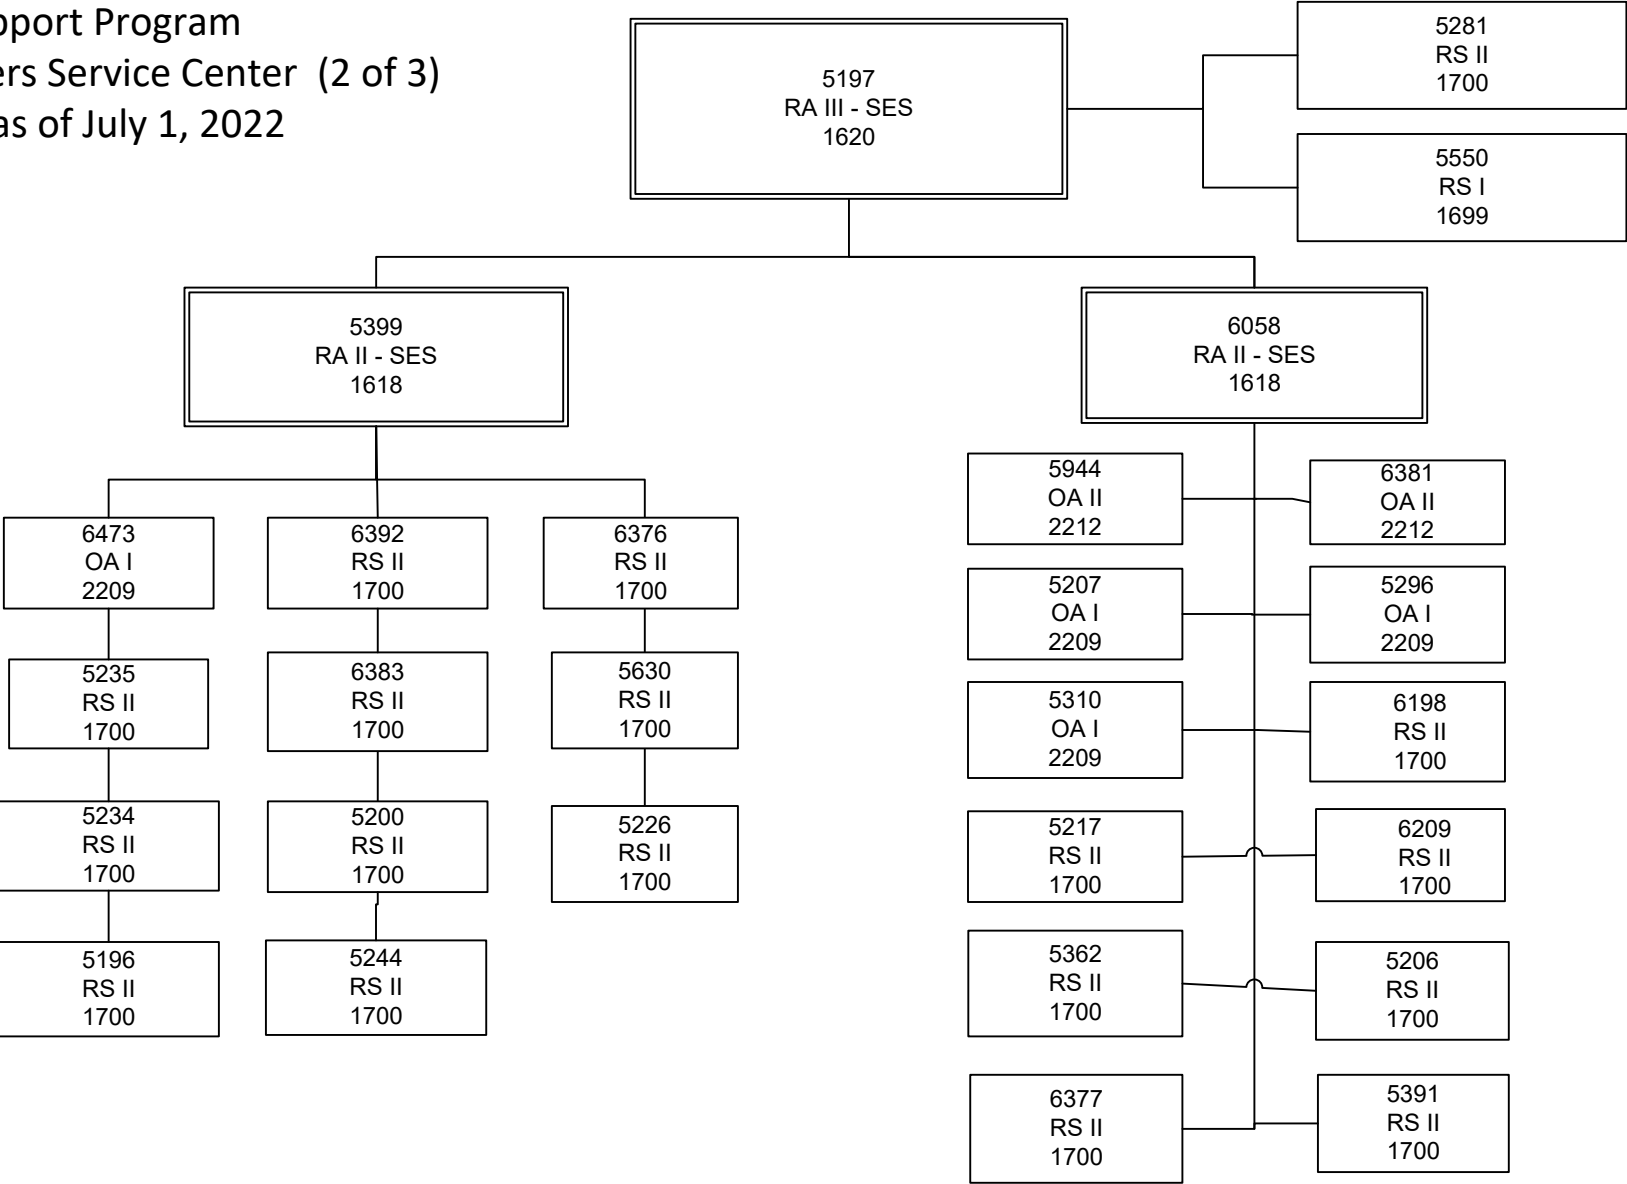 Program
Service Center (2 of 3)
as of July 1, 2022
5197
RA III - SES
1620
5281
RS II
1700
5550
RS I
1699
5399
RA II - SES
1618
6058
RA II - SES
1618
6473
OA I
2209
6392
RS II
1700
6376
RS II
1700
5235
RS II
1700
6383
RS II
1700
5630
RS II
1700
5234
RS II
1700
5200
RS II
1700
5226
RS II
1700
5196
RS II
1700
5244
RS II
1700
5944
OA II
2212
6381
OA II
2212
5207
OA I
2209
5296
OA I
2209
5310
OA I
2209
6198
RS II
1700
5217
RS II
1700
6209
RS II
1700
5362
RS II
1700
5206
RS II
1700
6377
RS II
1700
5391
RS II
1700